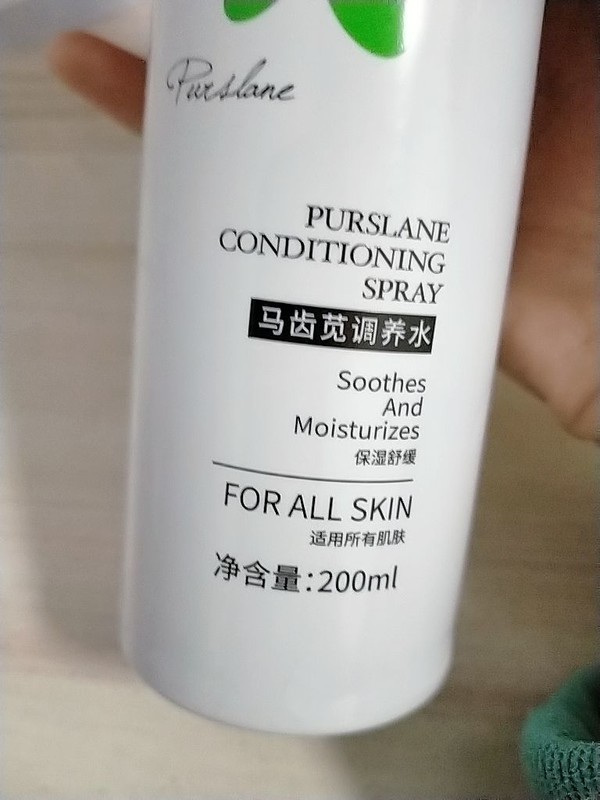 Purslane
PURSLANE
CONDITIONING
SPRAY
马齿苋调养水
Soothes
And
Moisturizes
保湿舒缓
FOR ALL SKIN
适用所有肌肤
净含量:200ml